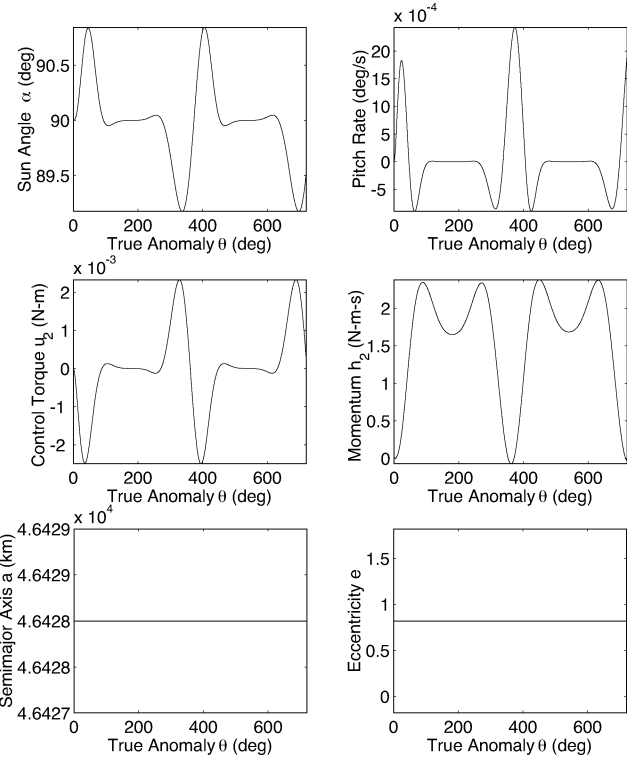 x 10⁻⁴
90.5
90
89.5
Sun Angle α (deg)
0 200 400 600
True Anomaly θ (deg)
20
15
10
5
0
-5
Pitch Rate (deg/s)
0 200 400 600
True Anomaly θ (deg)
x 10⁻³
2
1
0
-1
-2
Control Torque u₂ (N-m)
0 200 400 600
True Anomaly θ (deg)
2
1.5
1
0.5
0
Momentum h₂ (N-m-s)
0 200 400 600
True Anomaly θ (deg)
x 10⁴
4.6429
4.6429
4.6428
4.6428
4.6427
Semimajor Axis a (km)
0 200 400 600
True Anomaly θ (deg)
1.5
1
0.5
0
Eccentricity e
0 200 400 600
True Anomaly θ (deg)